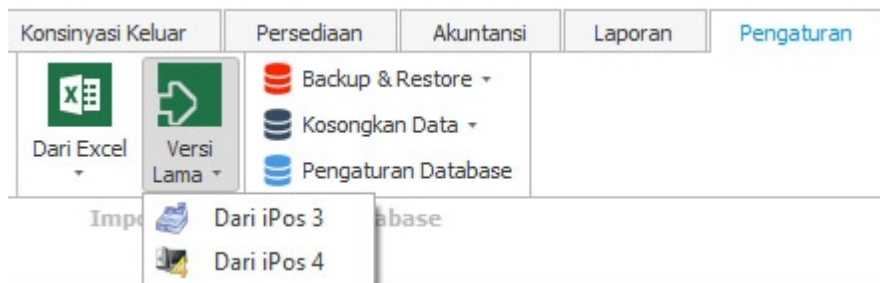 Konsinyasi Keluar Persediaan Akuntansi Laporan Pengaturan
Dari Excel
Versi
Lama
Backup & Restore
Kosongkan Data
Pengaturan Database
Dari iPos 3
Dari iPos 4